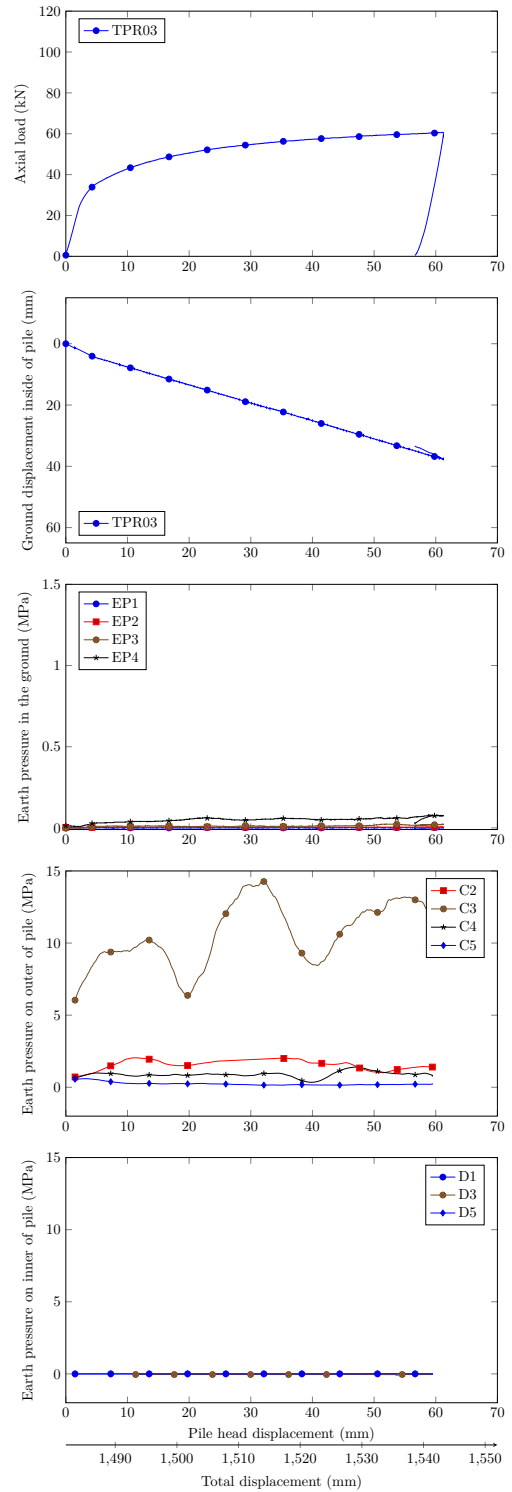 120
100
80
60
40
20
0
Axial load (kN)
TPR03
0 10 20 30 40 50 60 70
0
20
40
60
Ground displacement inside of pile (mm)
TPR03
0 10 20 30 40 50 60 70
1.5
1
0.5
0
Earth pressure in the ground (MPa)
EP1
EP2
EP3
EP4
0 10 20 30 40 50 60 70
15
10
5
0
Earth pressure on outer of pile (MPa)
C2
C3
C4
C5
0 10 20 30 40 50 60 70
15
10
5
0
Earth pressure on inner of pile (MPa)
D1
D3
D5
0 10 20 30 40 50 60 70
Pile head displacement (mm)
1,490 1,500 1,510 1,520 1,530 1,540 1,550
Total displacement (mm)